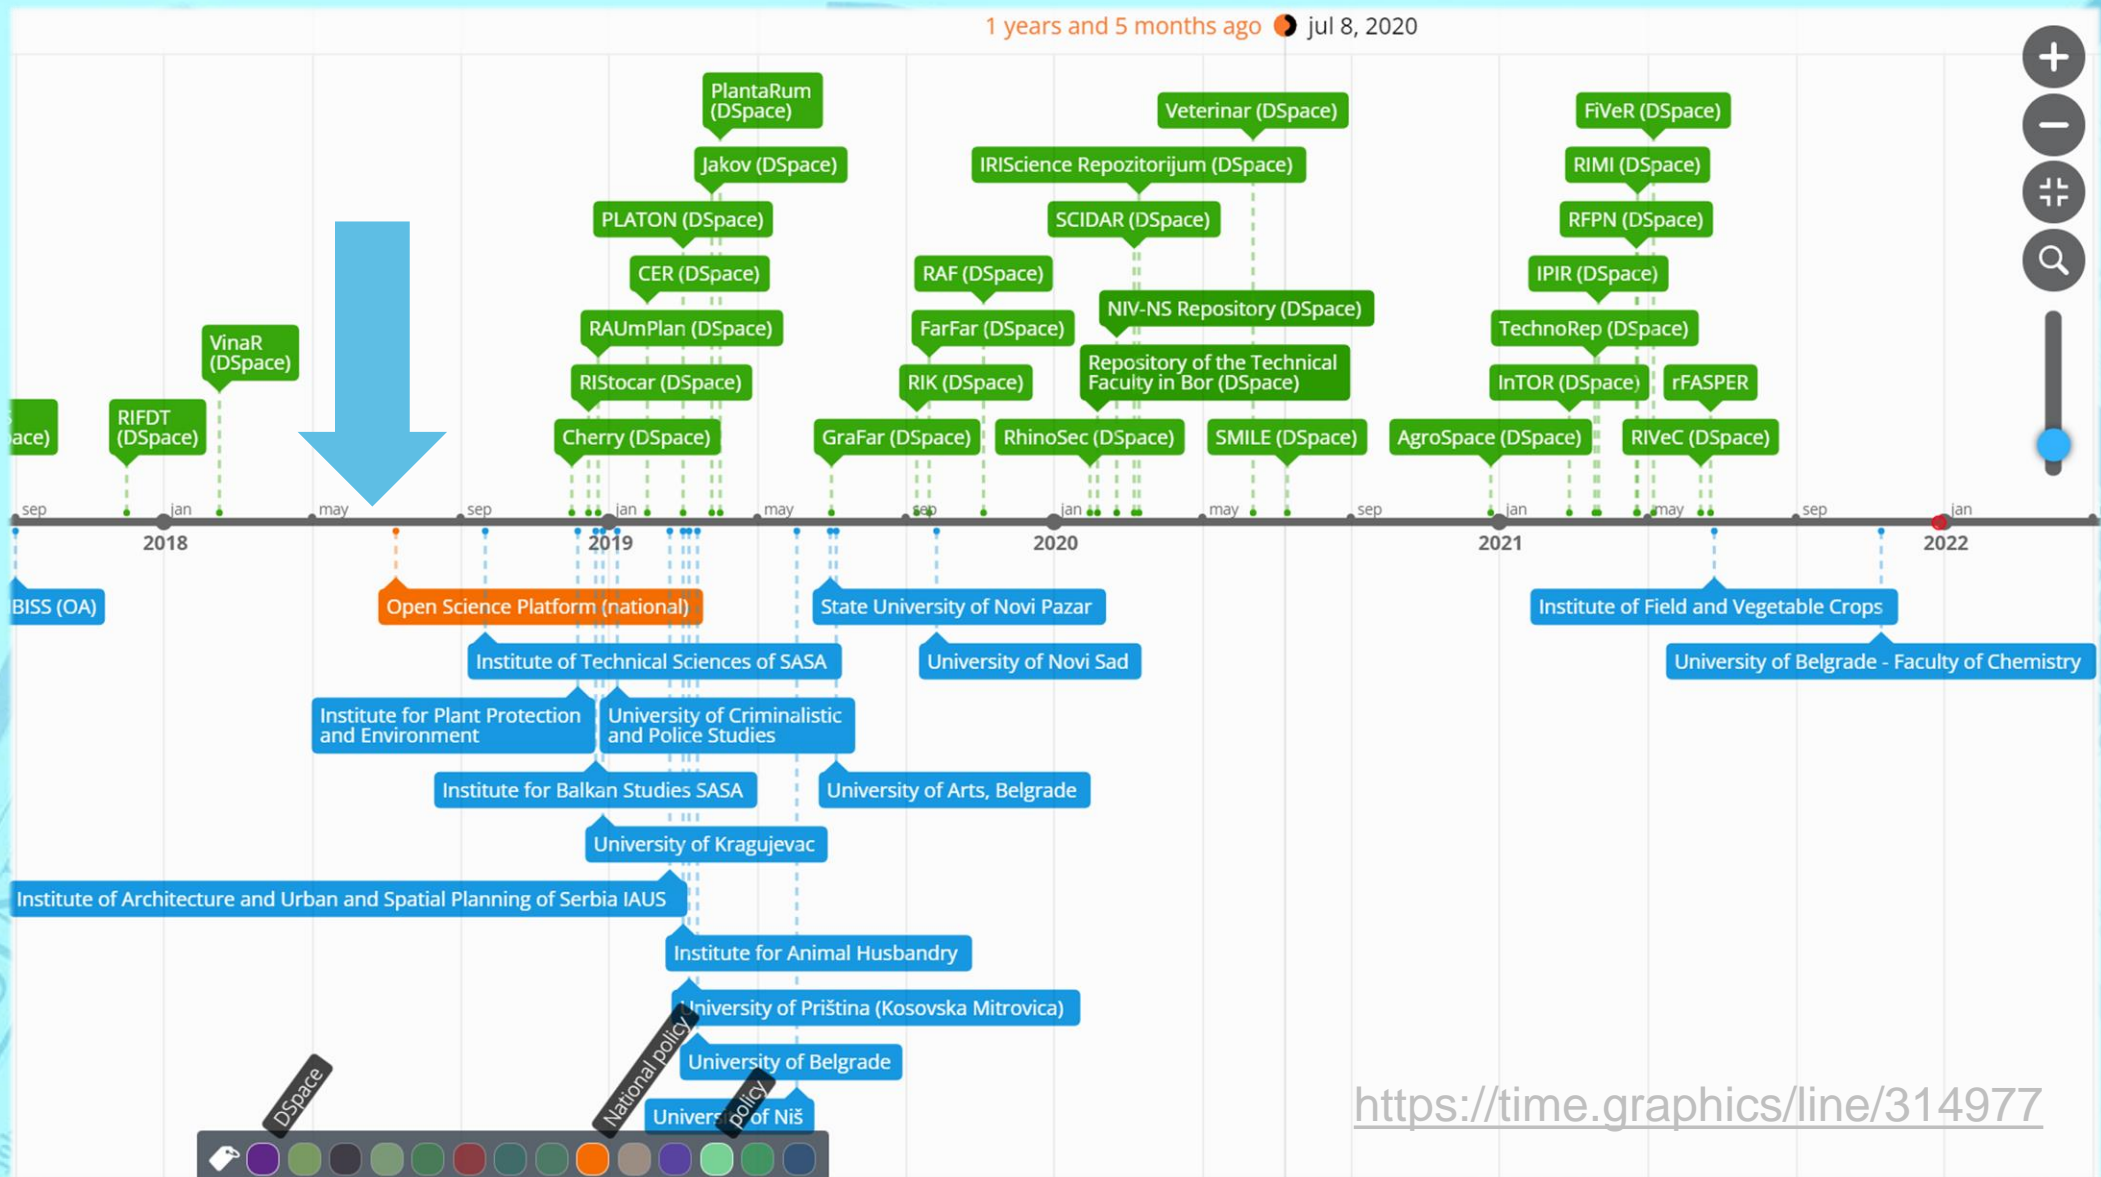 1 years and 5 months ago jul 8, 2020
PlantaRum
(DSpace)
Veterinar (DSpace)
FiVeR (DSpace)
Jakov (DSpace)
IRIScience Repozitorijum (DSpace)
RIMI (DSpace)
PLATON (DSpace)
SCIDAR (DSpace)
RFPN (DSpace)
CER (DSpace)
RAF (DSpace)
IPIR (DSpace)
NIV-NS Repository (DSpace)
VinaR
(DSpace)
RAUmPlan (DSpace)
FarFar (DSpace)
TechnoRep (DSpace)
Repository of the Technical
Faculty in Bor (DSpace)
RIStocar (DSpace)
RIK (DSpace)
InTOR (DSpace)
rFASPER
ace)
RIFDT
(DSpace)
Cherry (DSpace)
GraFar (DSpace)
RhinoSec (DSpace)
SMILE (DSpace)
AgroSpace (DSpace)
RIVeC (DSpace)
sep jan may sep jan may sep jan may sep jan may sep jan
2018 2019 2020 2021 2022
BISS (OA)
Open Science Platform (national)
State University of Novi Pazar
Institute of Field and Vegetable Crops
Institute of Technical Sciences of SASA
University of Novi Sad
University of Belgrade - Faculty of Chemistry
Institute for Plant Protection
and Environment
University of Criminalistic
and Police Studies
Institute for Balkan Studies SASA
University of Arts, Belgrade
University of Kragujevac
Institute of Architecture and Urban and Spatial Planning of Serbia IAUS
Institute for Animal Husbandry
University of Priština (Kosovska Mitrovica)
University of Belgrade
University of Niš
DSpace
National policy
policy
https://time.graphics/line/314977